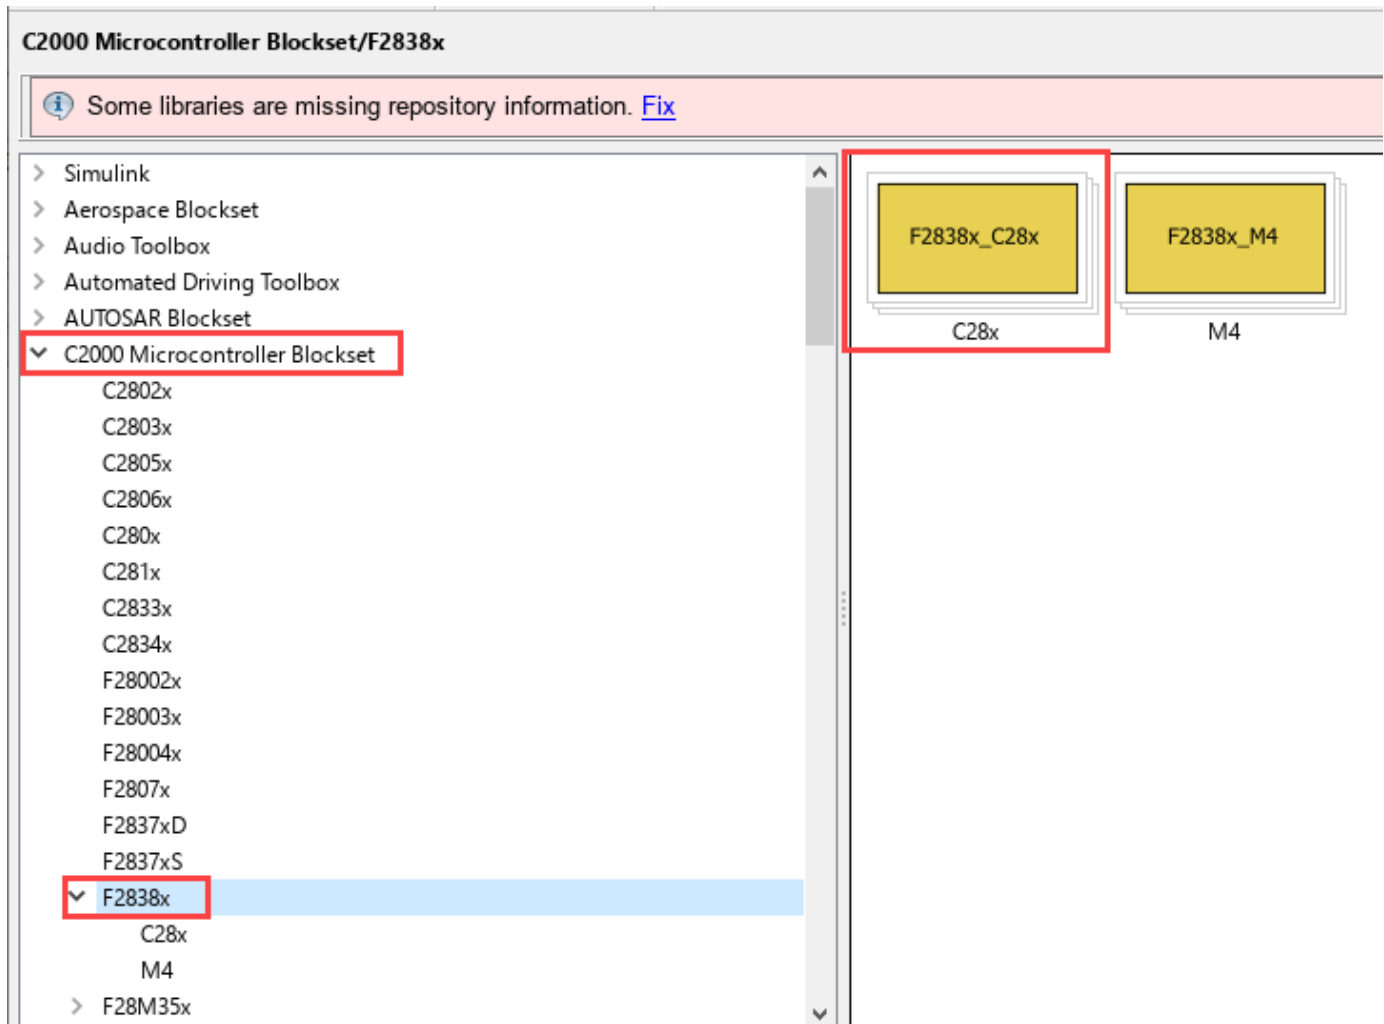 C2000 Microcontroller Blockset/F2838x
Some libraries are missing repository information. Fix
Simulink
Aerospace Blockset
Audio Toolbox
Automated Driving Toolbox
AUTOSAR Blockset
C2000 Microcontroller Blockset
C2802x
C2803x
C2805x
C2806x
C280x
C281x
C2833x
C2834x
F28002x
F28003x
F28004x
F2807x
F2837xD
F2837xS
F2838x
C28x
M4
F28M35x
F2838x_C28x
C28x
F2838x_M4
M4